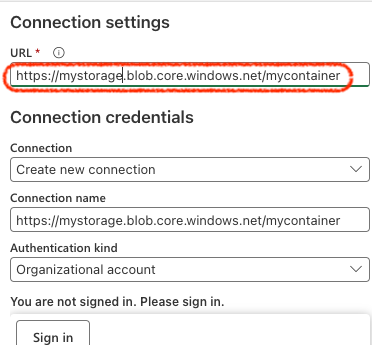 Connection settings
URL *
https://mystorage.blob.core.windows.net/mycontainer
Connection credentials
Connection
Create new connection
Connection name
https://mystorage.blob.core.windows.net/mycontainer
Authentication kind
Organizational account
You are not signed in. Please sign in.
Sign in